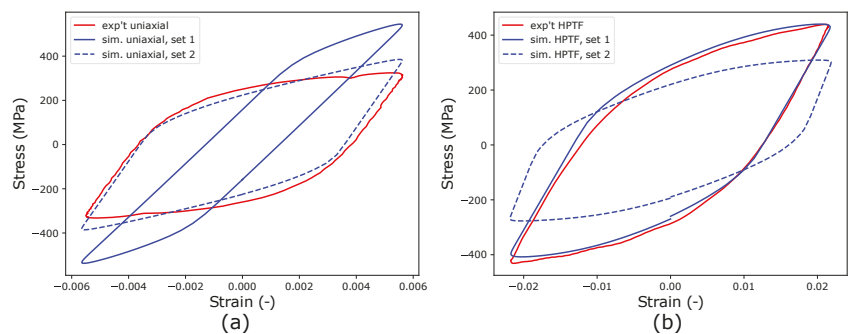 exp't uniaxial
sim. uniaxial, set 1
sim. uniaxial, set 2
400
200
0
−200
−400
Stress (MPa)
−0.006 −0.004 −0.002 0.000 0.002 0.004 0.006
Strain (-)
(a)
exp't HPTF
sim. HPTF, set 1
sim. HPTF, set 2
400
200
0
−200
−400
Stress (MPa)
−0.02 −0.01 0.00 0.01 0.02
Strain (-)
(b)